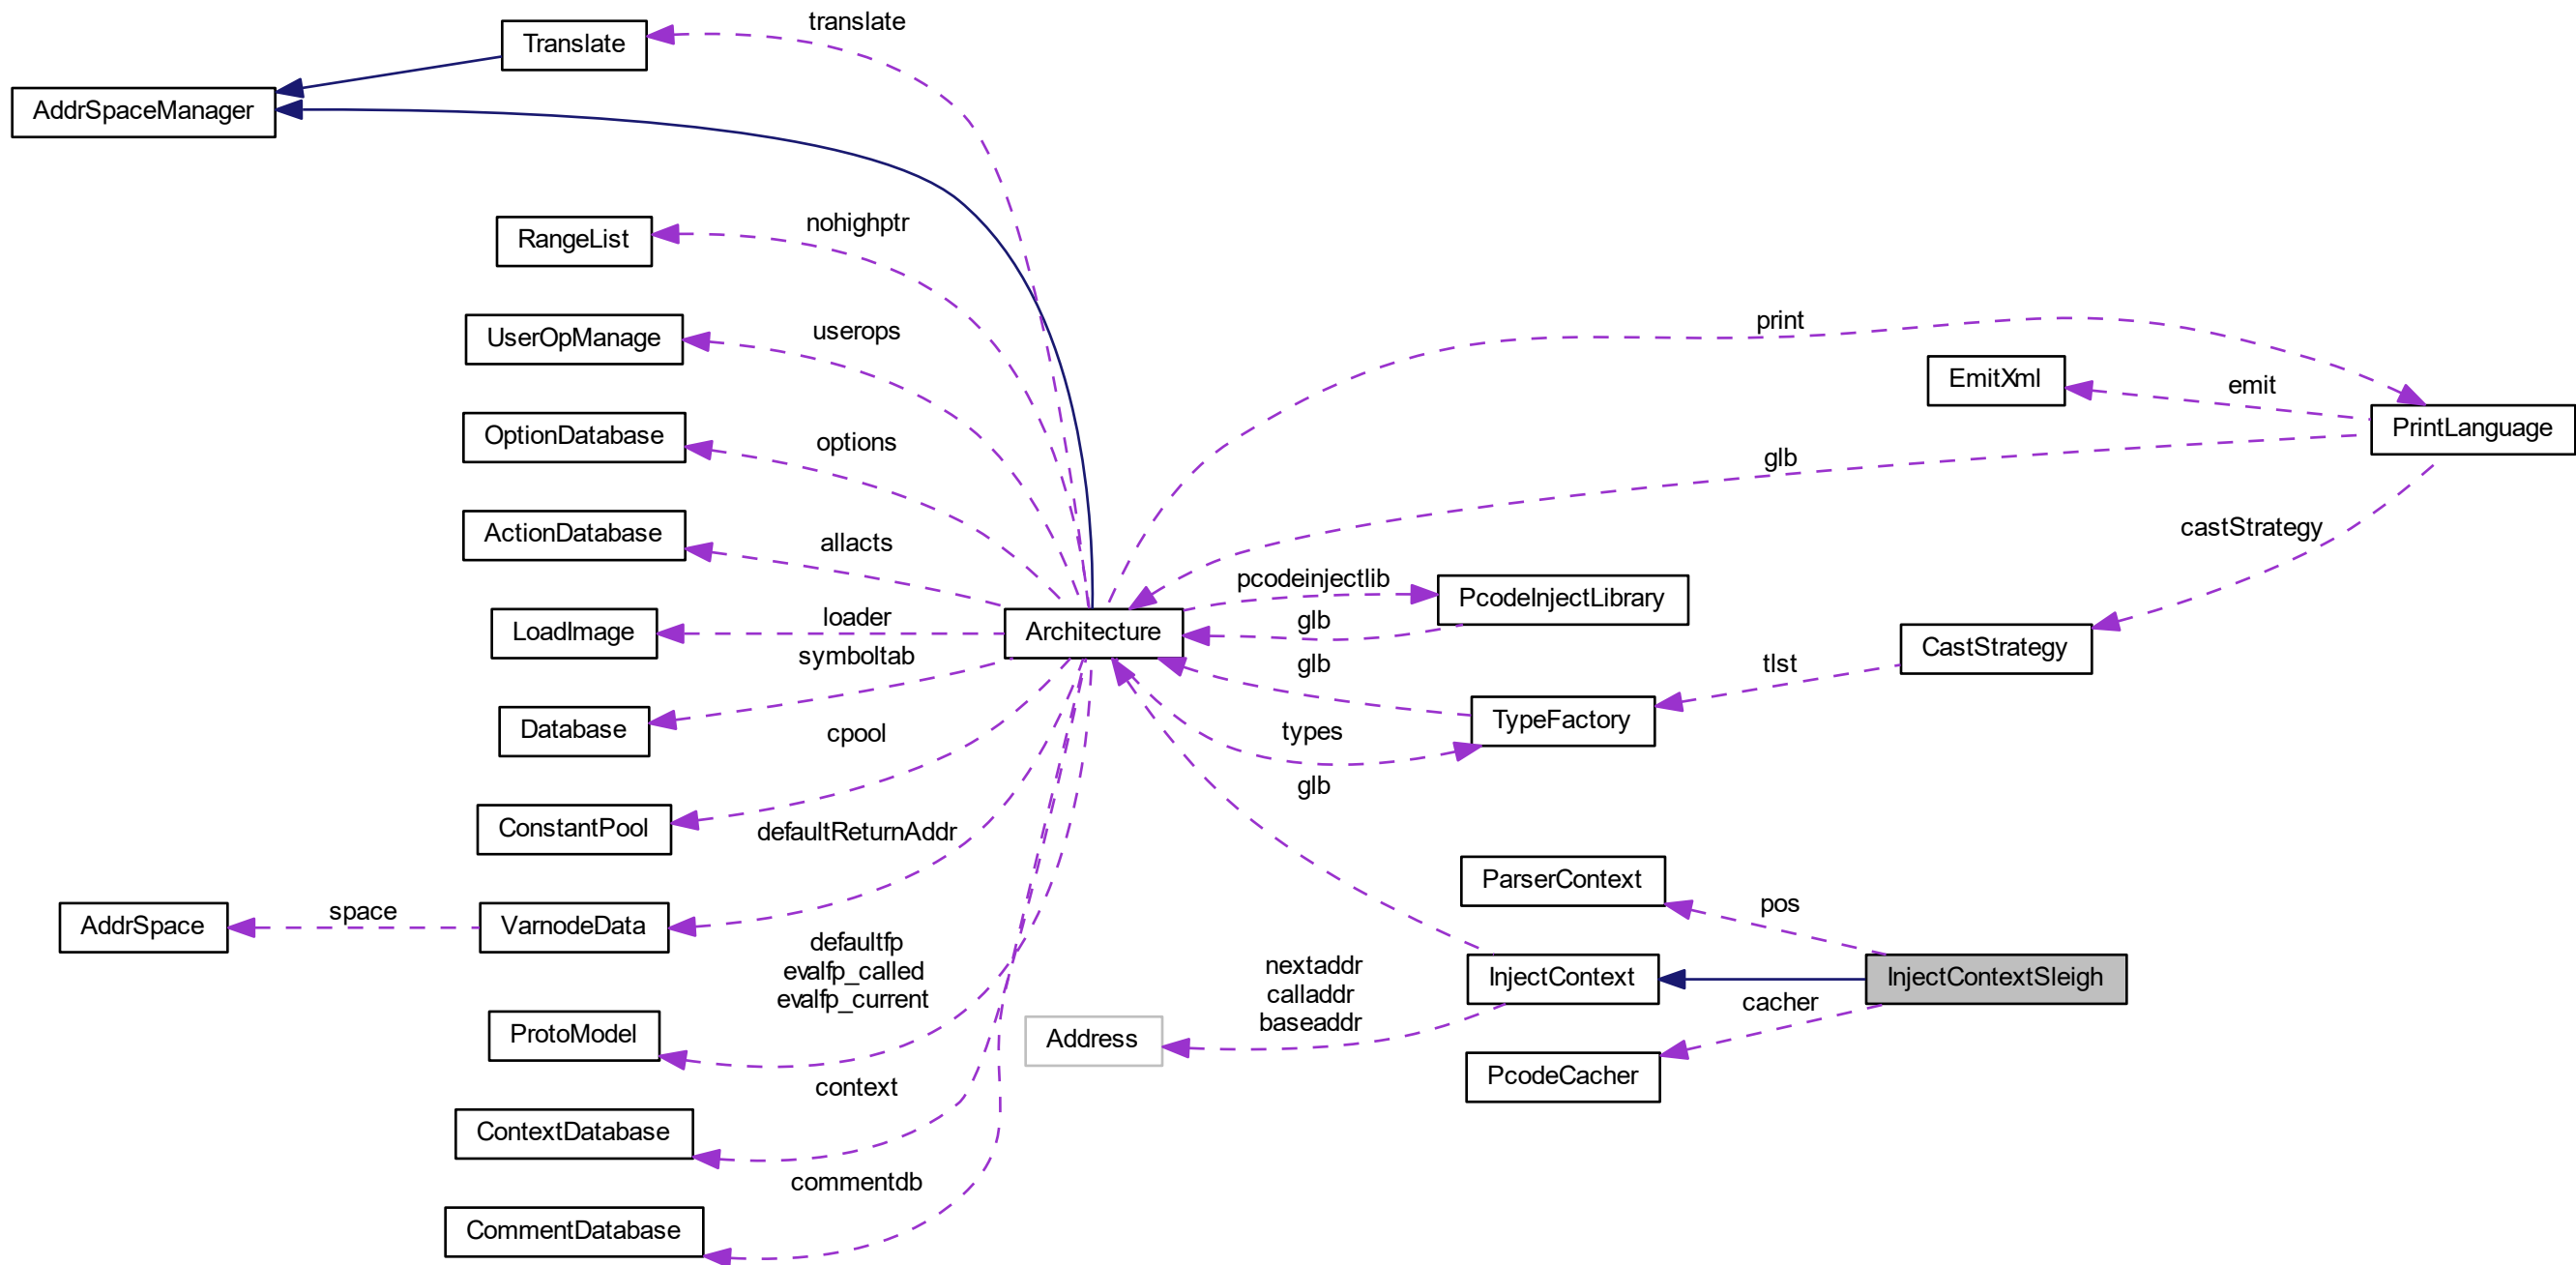 translate
Translate
AddrSpaceManager
nohighptr
RangeList
userops
UserOpManage
print
EmitXml
emit
PrintLanguage
options
OptionDatabase
glb
allacts
ActionDatabase
castStrategy
pcodeinjectlib
PcodeInjectLibrary
loader
LoadImage
Architecture
glb
symboltab
glb
tlst
CastStrategy
Database
cpool
types
TypeFactory
glb
ConstantPool
defaultReturnAddr
ParserContext
pos
AddrSpace
space
VarnodeData
defaultfp
evalfp_called
evalfp_current
nextaddr
calladdr
baseaddr
InjectContext
InjectContextSleigh
cacher
ProtoModel
Address
PcodeCacher
context
ContextDatabase
commentdb
CommentDatabase